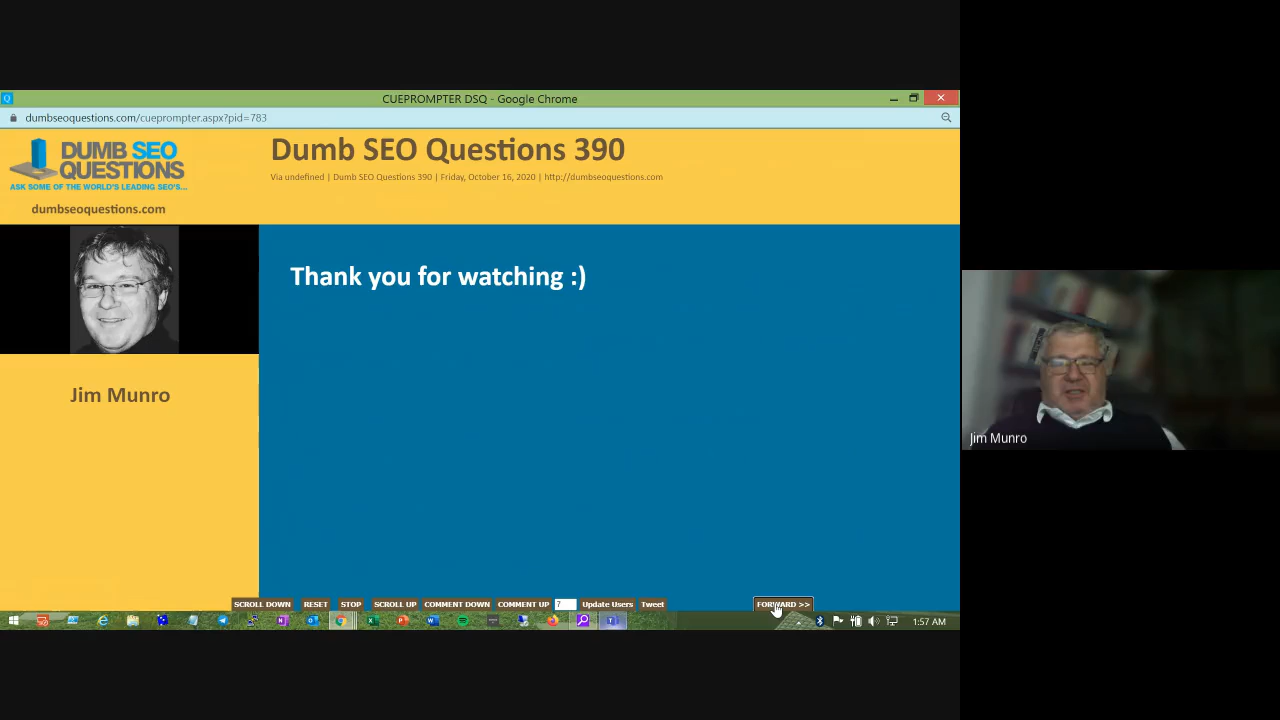 CUEPROMPTER DSQ - Google Chrome
dumbseoquestions.com/cueprompter.aspx?pid=783
DUMB SEO
QUESTIONS
ASK SOME OF THE WORLD'S LEADING SEO'S...
dumbseoquestions.com
Dumb SEO Questions 390
Via undefined | Dumb SEO Questions 390 | Friday, October 16, 2020 | http://dumbseoquestions.com
Thank you for watching :)
Jim Munro
Jim Munro
SCROLL DOWN RESET STOP SCROLL UP COMMENT DOWN COMMENT UP 7 Update Users Tweet FORWARD >>
1:57 AM